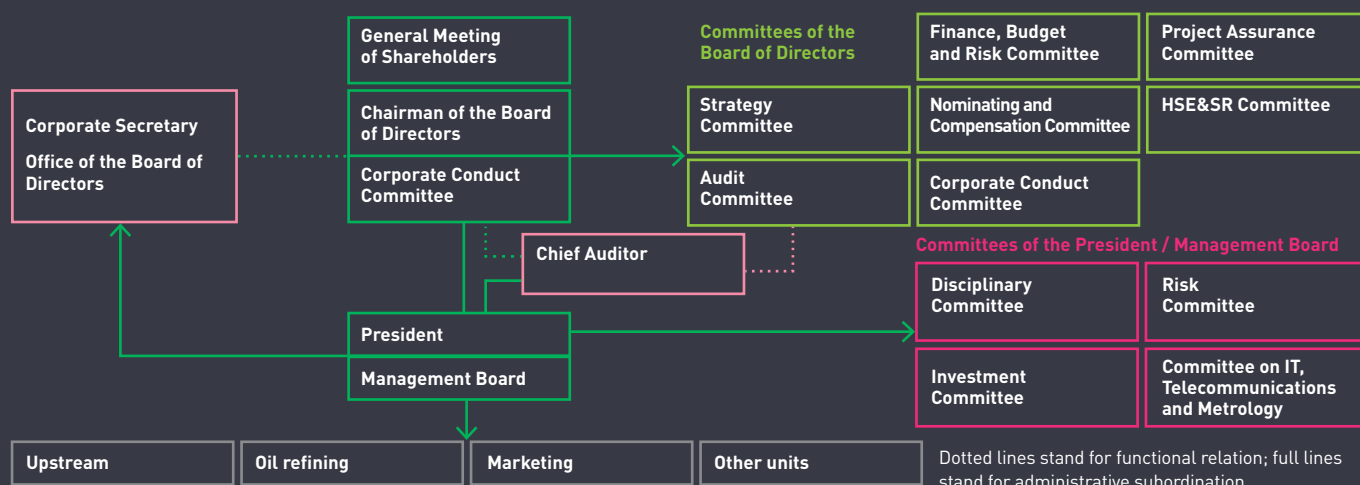 General Meeting
of Shareholders
Committees of the
Board of Directors
Finance, Budget
and Risk Committee
Project Assurance
Committee
Corporate Secretary
Office of the Board of
Directors
Chairman of the Board
of Directors
Corporate Conduct
Committee
Strategy
Committee
Nominating and
Compensation Committee
HSE&SR Committee
Audit
Committee
Corporate Conduct
Committee
Chief Auditor
Committees of the President / Management Board
Disciplinary
Committee
Risk
Committee
President
Management Board
Investment
Committee
Committee on IT,
Telecommunications
and Metrology
Upstream
Oil refining
Marketing
Other units
Dotted lines stand for functional relation; full lines
stand for administrative subordination